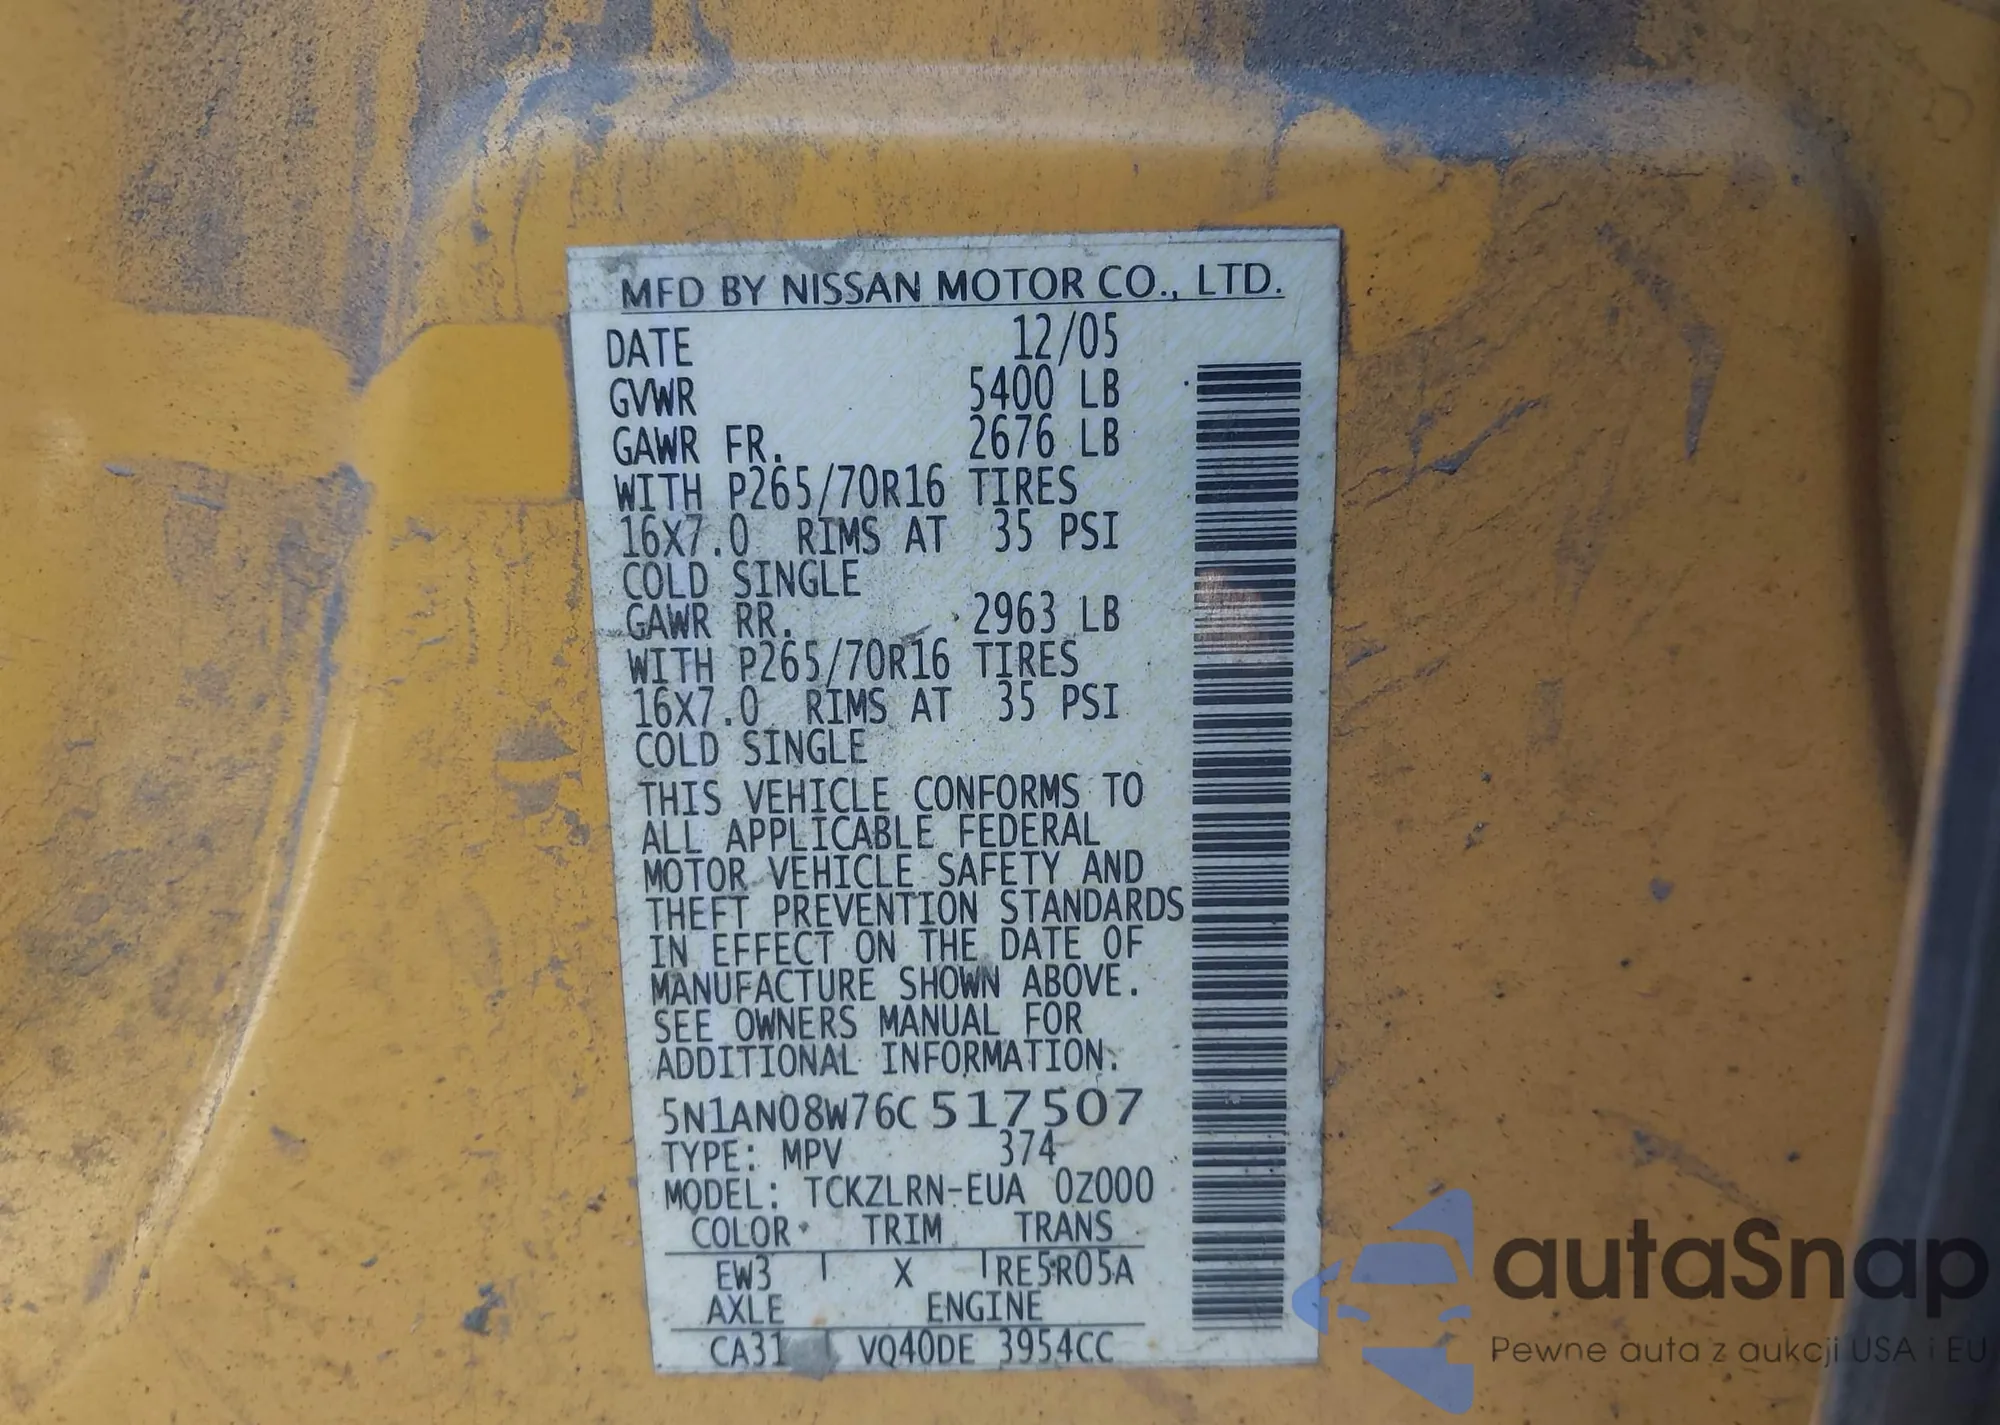 MFD BY NISSAN MOTOR CO., LTD.
DATE 12/05
GVWR 5400 LB
GAWR FR. 2676 LB
WITH P265/70R16 TIRES
16X7.0 RIMS AT 35 PSI
COLD SINGLE
GAWR RR. 2963 LB
WITH P265/70R16 TIRES
16X7.0 RIMS AT 35 PSI
COLD SINGLE
THIS VEHICLE CONFORMS TO
ALL APPLICABLE FEDERAL
MOTOR VEHICLE SAFETY AND
THEFT PREVENTION STANDARDS
IN EFFECT ON THE DATE OF
MANUFACTURE SHOWN ABOVE.
SEE OWNERS MANUAL FOR
ADDITIONAL INFORMATION.
5N1AN08W76C517507
TYPE: MPV 374
MODEL: TCKZLRN-EUA 0Z000
COLOR TRIM TRANS
EW3 X RE5R05A
AXLE ENGINE
CA31 VQ40DE 3954CC
autaSnap
Pewne auta z aukcji USA i EU